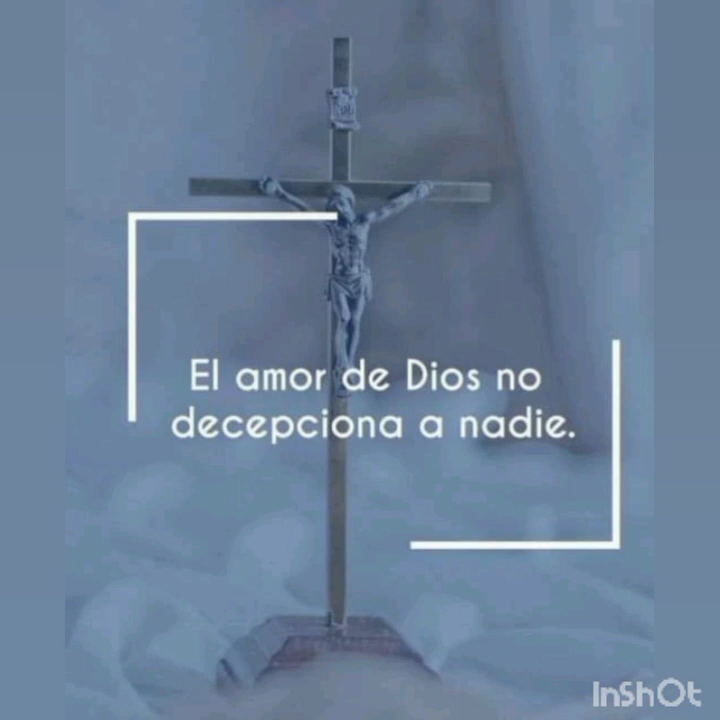 El amor de Dios no
decepciona a nadie.
InShOt